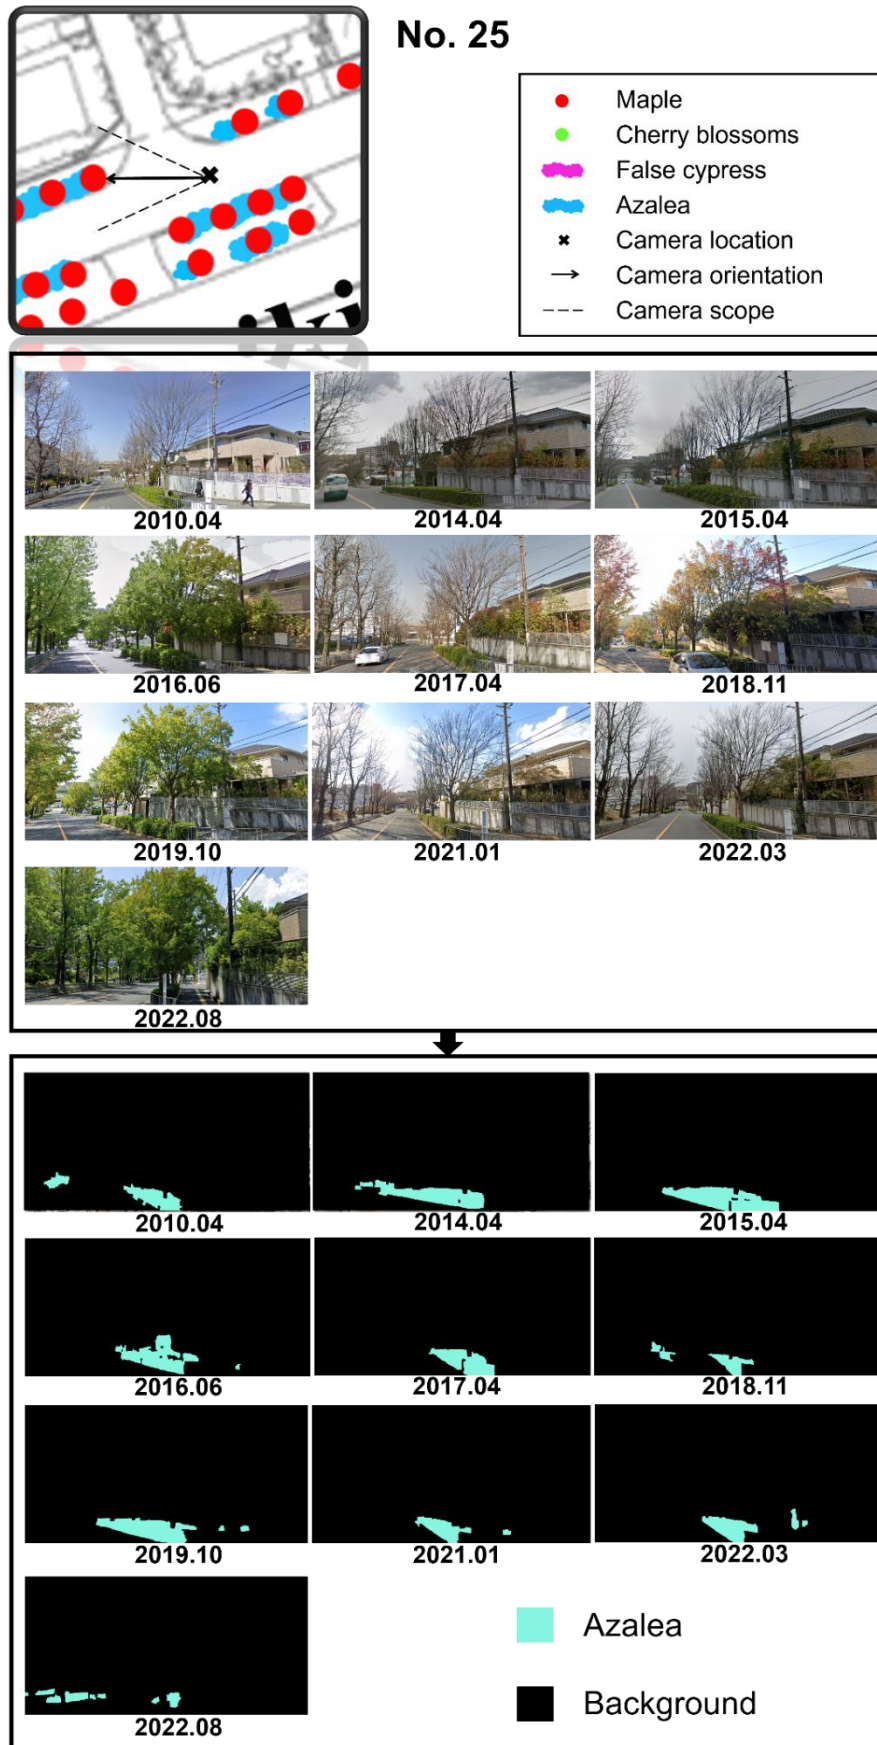 No. 25
Maple
Cherry blossoms
False cypress
Azalea
Camera location
Camera orientation
Camera scope
iki
2010.04 2014.04 2015.04
2016.06 2017.04 2018.11
2019.10 2021.01 2022.03
2022.08
2010.04 2014.04 2015.04
2016.06 2017.04 2018.11
2019.10 2021.01 2022.03
Azalea
Background
2022.08